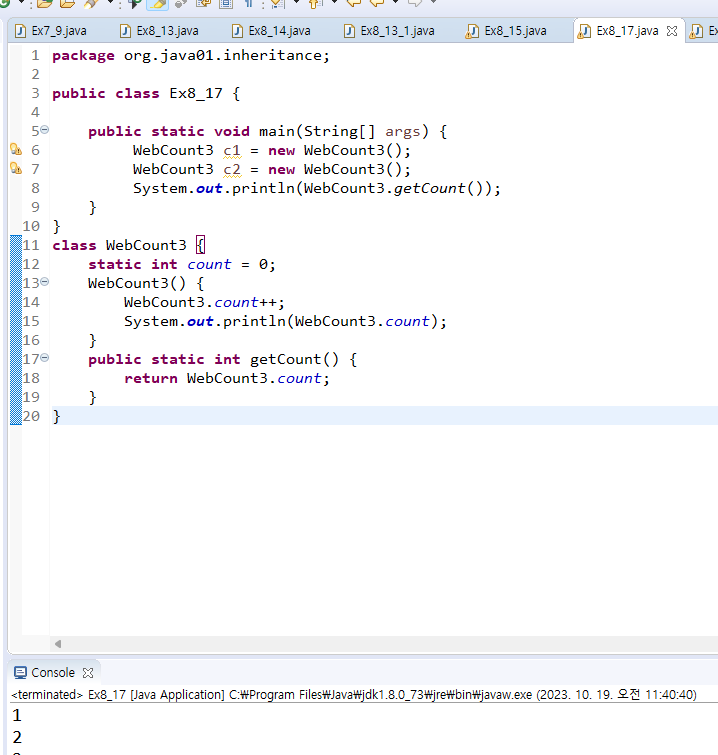 Ex7_9.java Ex8_13.java Ex8_14.java Ex8_13_1.java Ex8_15.java Ex8_17.java
1 package org.java01.inheritance;
2
3 public class Ex8_17 {
4
5 public static void main(String[] args) {
6 WebCount3 c1 = new WebCount3();
7 WebCount3 c2 = new WebCount3();
8 System.out.println(WebCount3.getCount());
9 }
10 }
11 class WebCount3 {
12 static int count = 0;
13 WebCount3() {
14 WebCount3.count++;
15 System.out.println(WebCount3.count);
16 }
17 public static int getCount() {
18 return WebCount3.count;
19 }
20 }
Console
<terminated> Ex8_17 [Java Application] C:₩Program Files₩Java₩jdk1.8.0_73₩jre₩bin₩javaw.exe (2023. 10. 19. 오전 11:40:40)
1
2